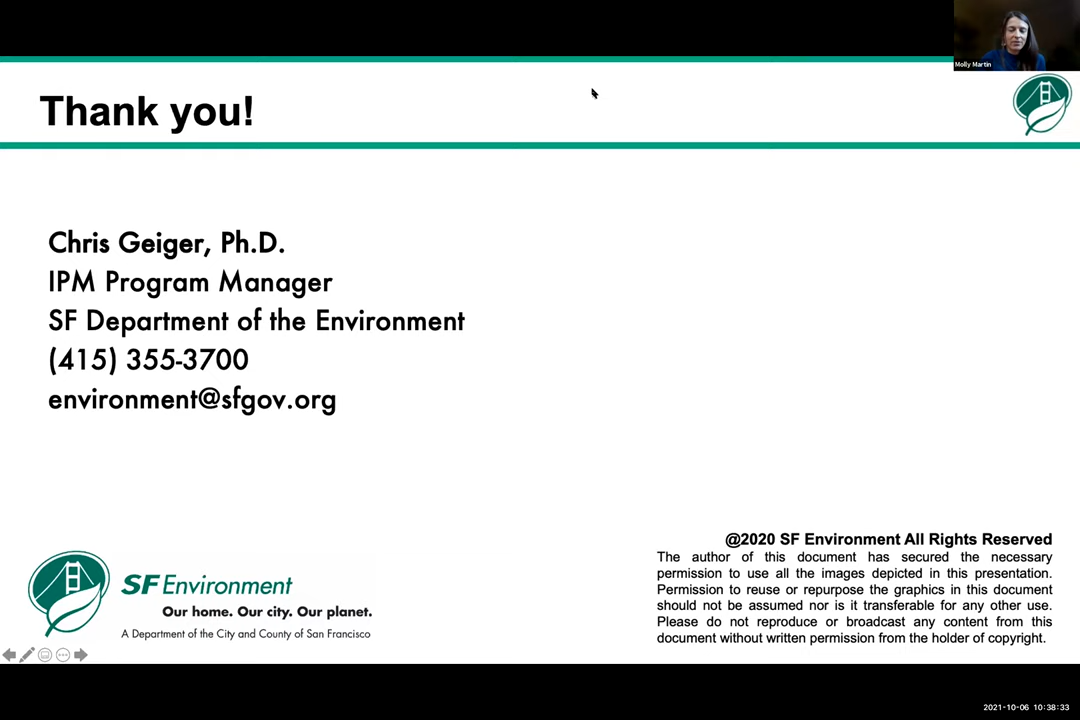 Molly Martin
Thank you!
Chris Geiger, Ph.D.
IPM Program Manager
SF Department of the Environment
(415) 355-3700
environment@sfgov.org
@2020 SF Environment All Rights Reserved
The author of this document has secured the necessary
permission to use all the images depicted in this presentation.
Permission to reuse or repurpose the graphics in this document
should not be assumed nor is it transferable for any other use.
Please do not reproduce or broadcast any content from this
document without written permission from the holder of copyright.
SF Environment
Our home. Our city. Our planet.
A Department of the City and County of San Francisco
2021-10-06 10:38:33